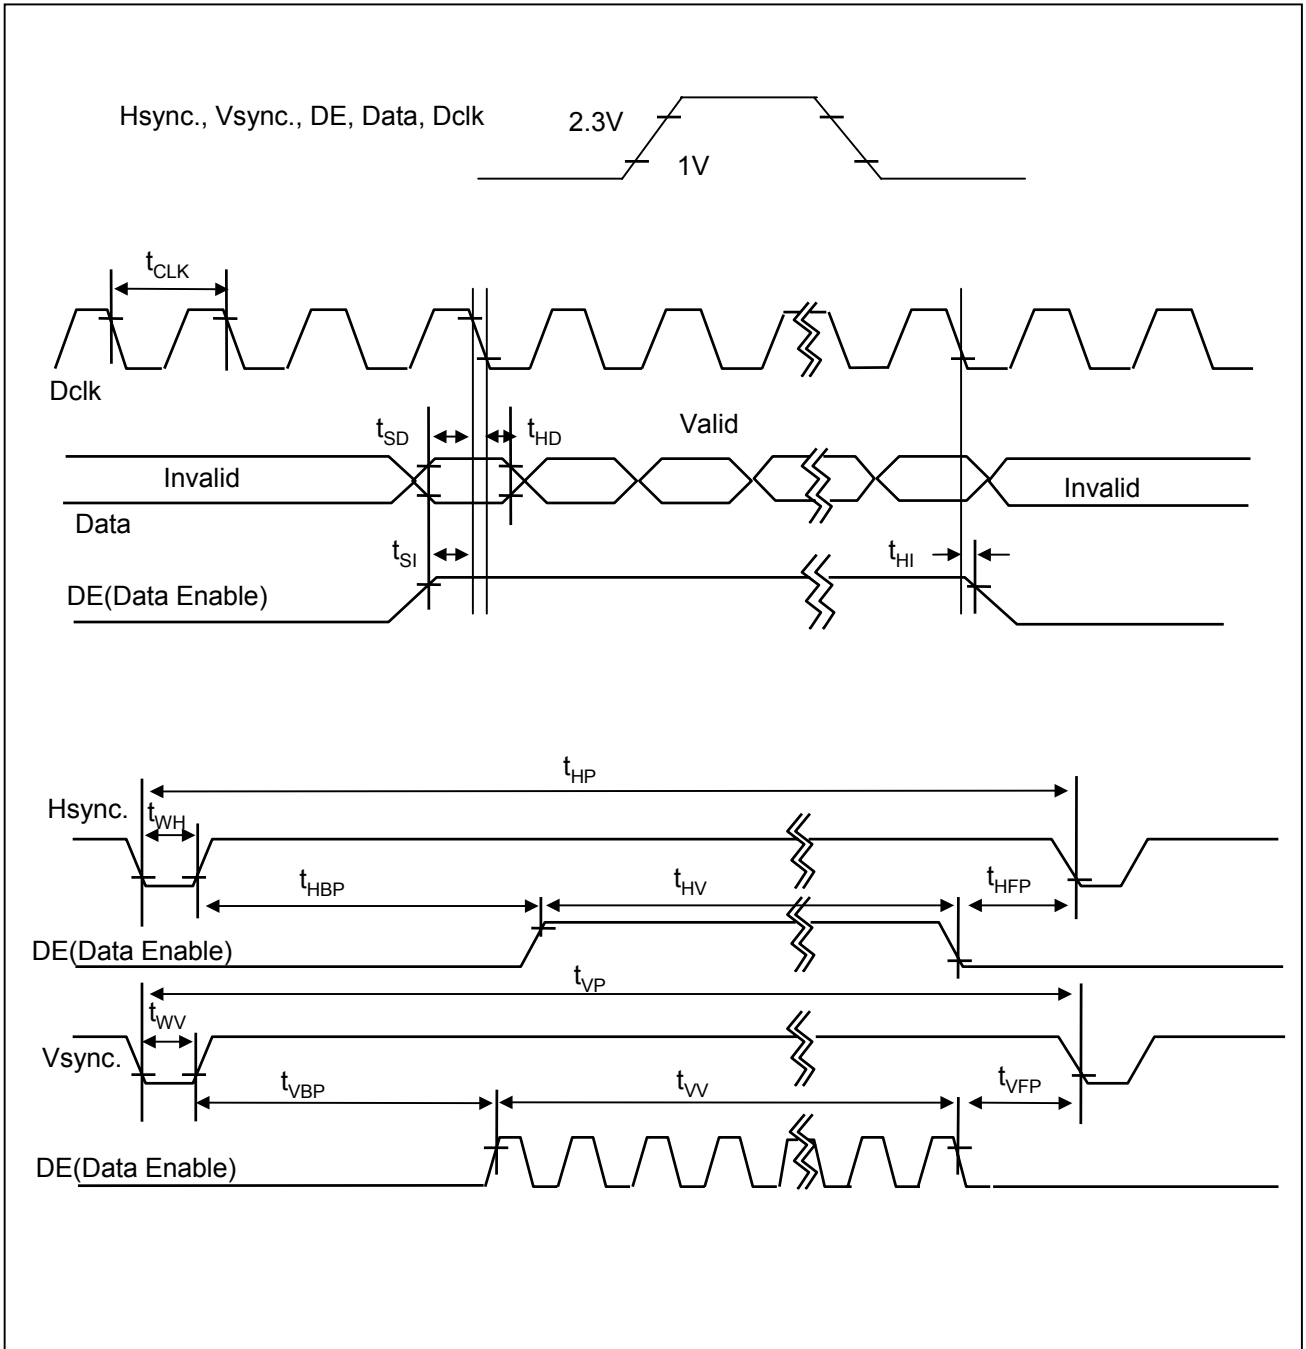 Hsync., Vsync., DE, Data, Dclk
2.3V
1V
tCLK
Dclk
tSD
tHD
Valid
Invalid
Invalid
Data
tSI
tHI
DE(Data Enable)
tHP
Hsync.
tWH
tHBP
tHV
tHFP
DE(Data Enable)
tVP
tWV
Vsync.
tVBP
tVV
tVFP
DE(Data Enable)